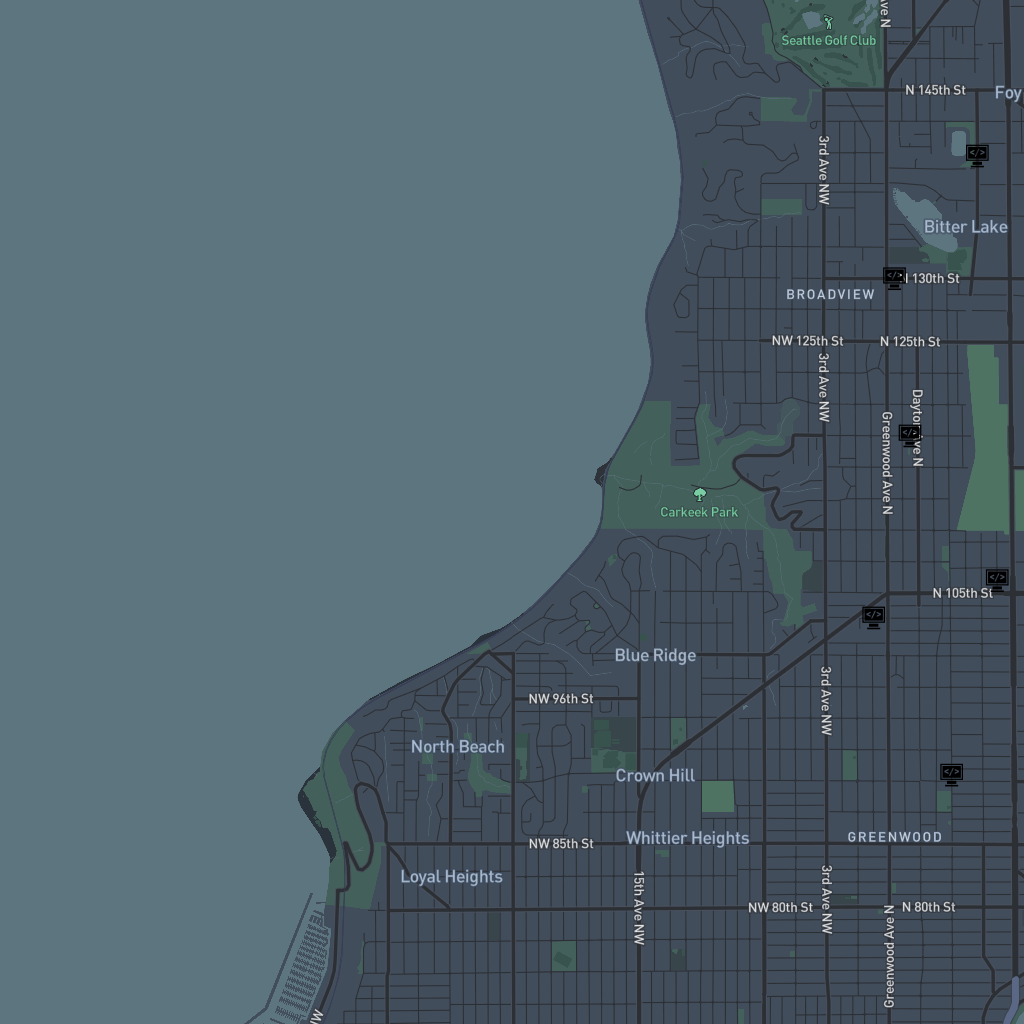 Ave N
Seattle Golf Club
N 145th St
Foy
3rd Ave NW
</>
Bitter Lake
</>
N 130th St
BROADVIEW
NW 125th St
N 125th St
3rd Ave NW
Dayton Ave N
Greenwood Ave N
</>
Carkeek Park
</>
N 105th St
</>
Blue Ridge
3rd Ave NW
NW 96th St
North Beach
Crown Hill
</>
Whittier Heights
GREENWOOD
NW 85th St
Loyal Heights
15th Ave NW
3rd Ave NW
NW 80th St
N 80th St
Greenwood Ave N
NW